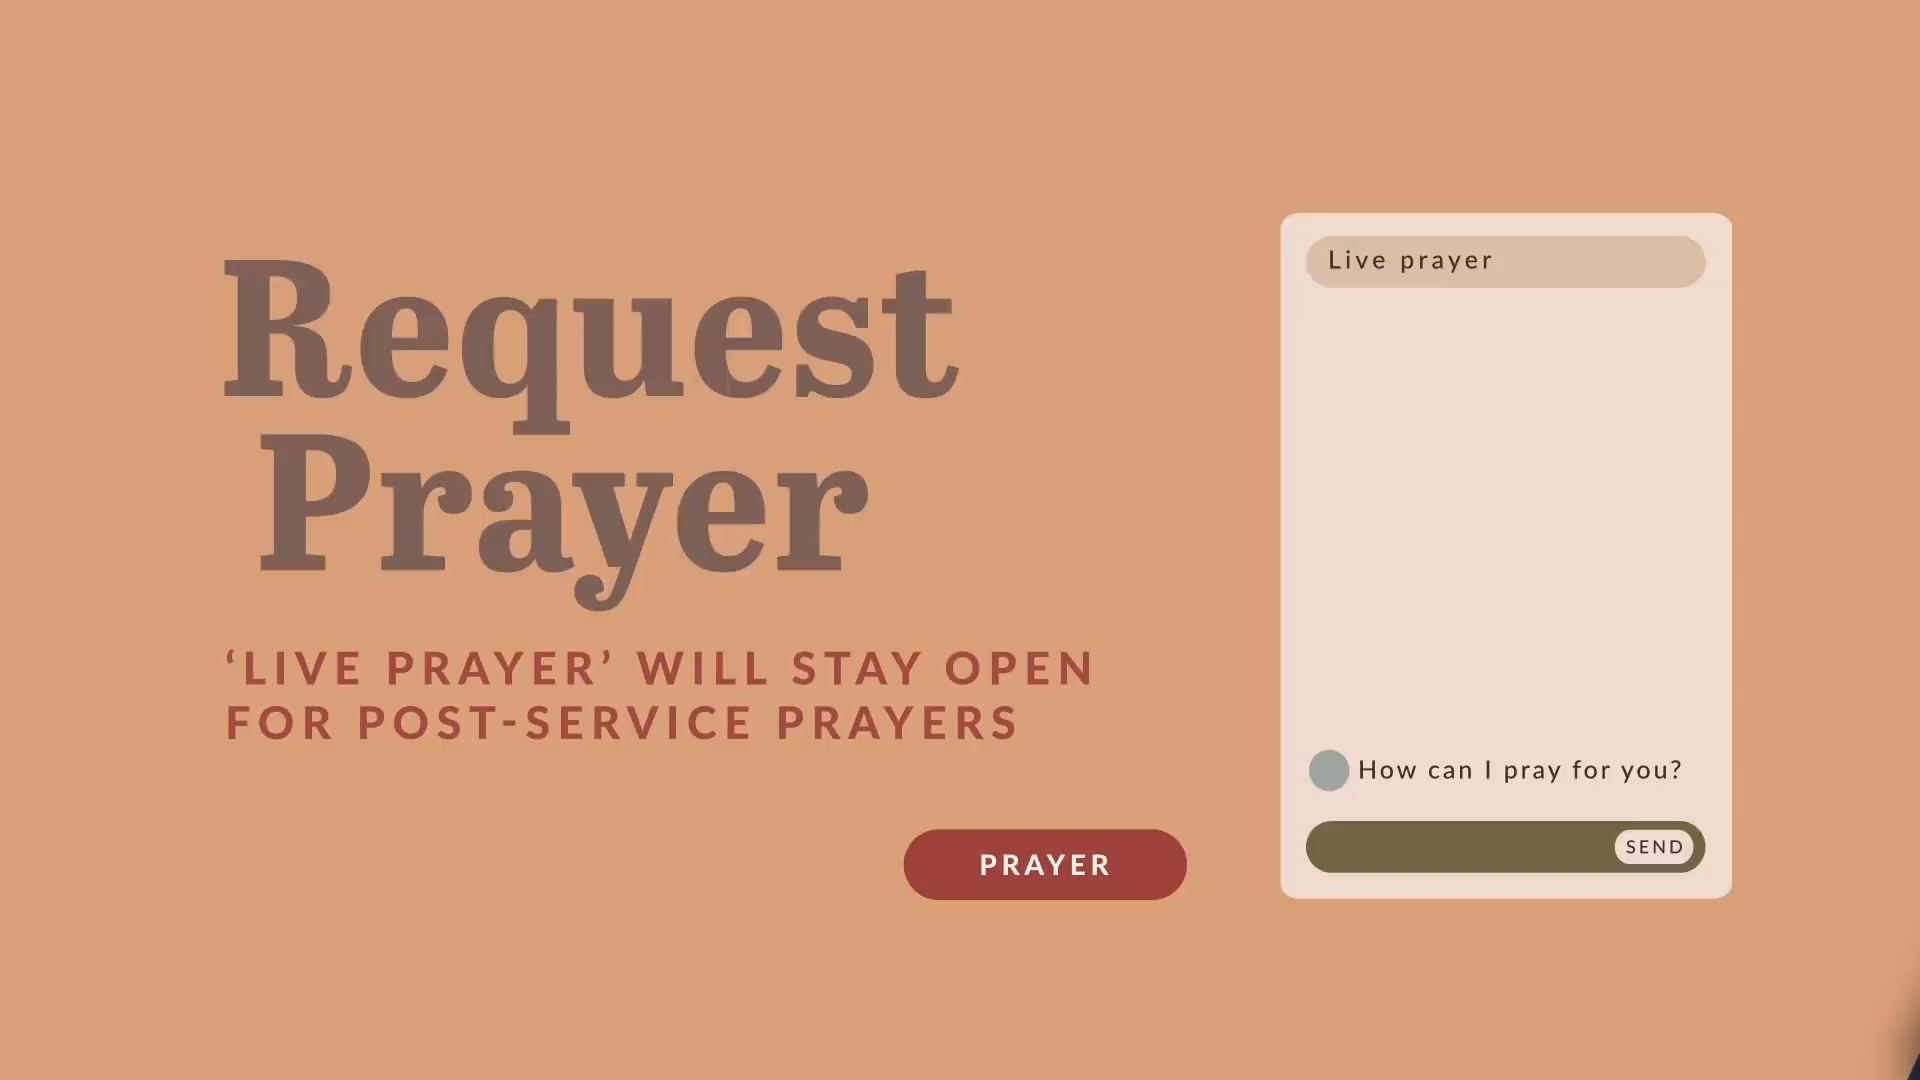 Request
Prayer
‘LIVE PRAYER’ WILL STAY OPEN
FOR POST-SERVICE PRAYERS
PRAYER
Live prayer
How can I pray for you?
SEND